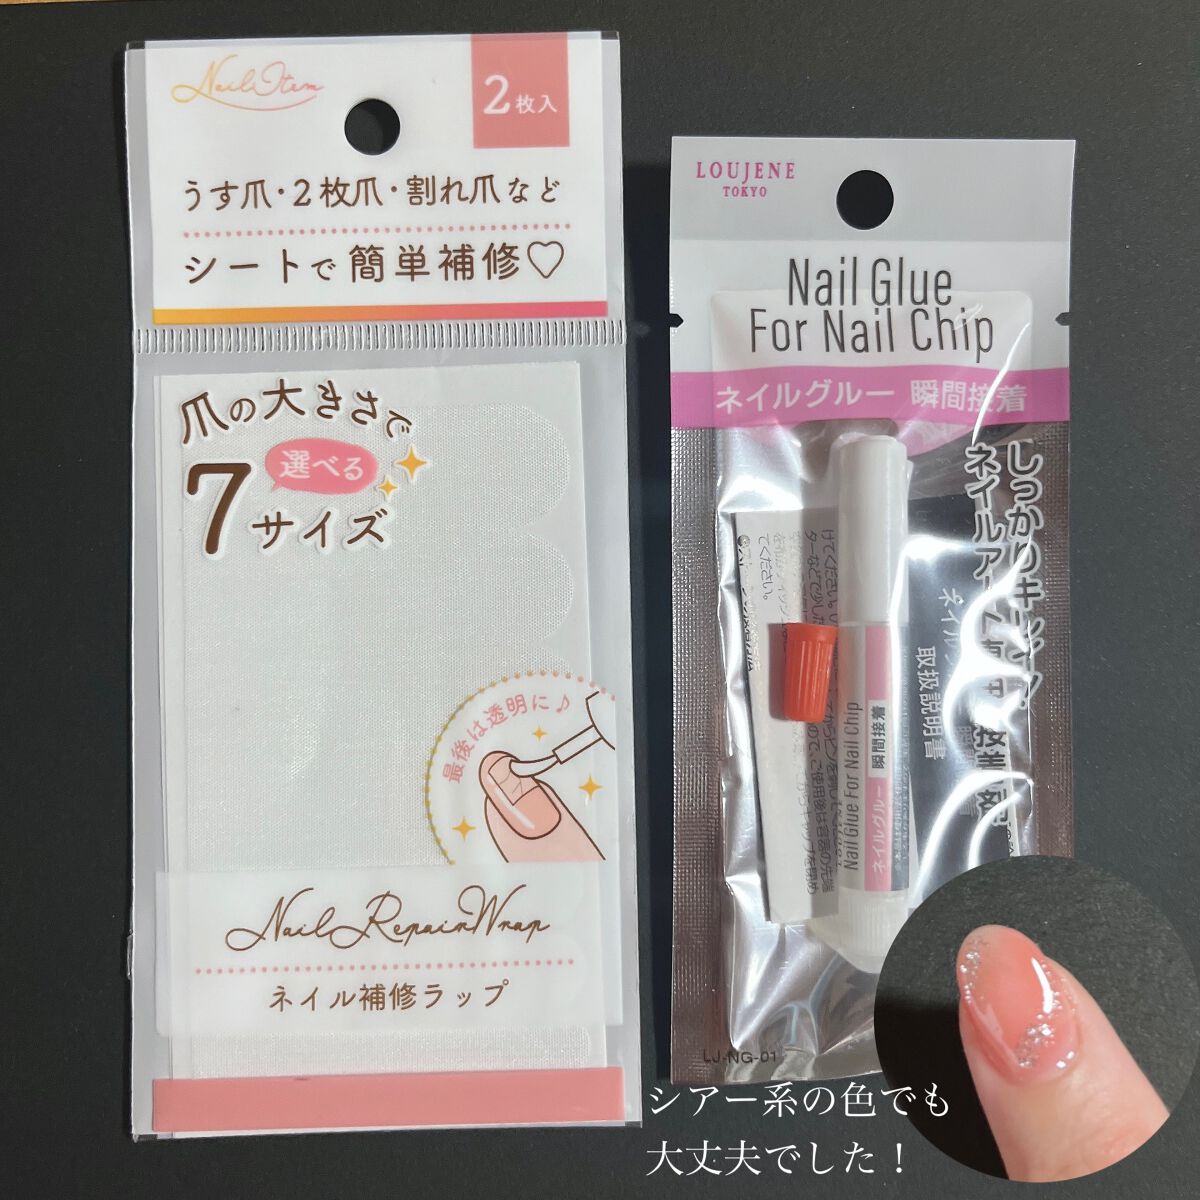 Nail Item
2枚入
うす爪・2枚爪・割れ爪など
シートで簡単補修♡
爪の大きさで
選べる
7サイズ
最後は透明に♪
Nail Repair Wrap
ネイル補修ラップ
LOUJENE
TOKYO
Nail Glue
For Nail Chip
ネイルグルー 瞬間接着
しっかりキープ!
取扱説明書
てください。
Nail Glue For Nail Chip
ネイルグルー 瞬間接着
LJ-NG-01
シアー系の色でも
大丈夫でした!